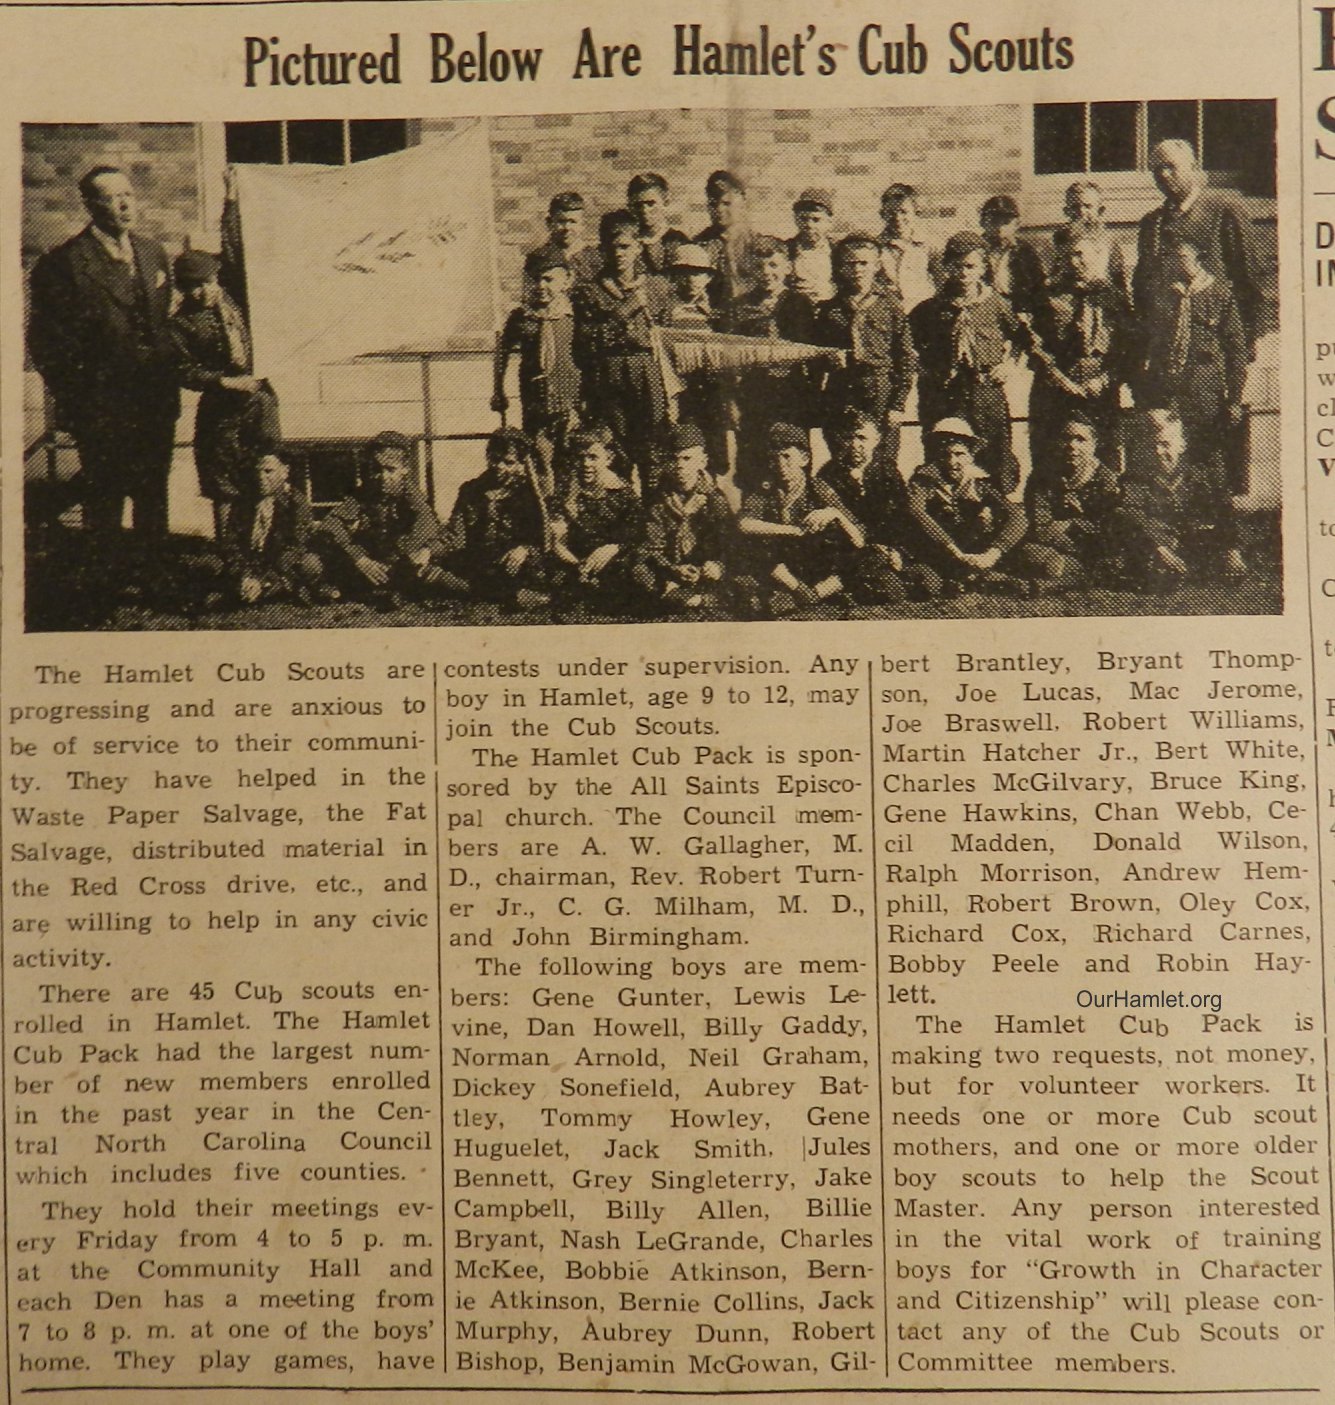 Pictured Below Are Hamlet's Cub Scouts
The Hamlet Cub Scouts are
progressing and are anxious to
be of service to their communi-
ty. They have helped in the
Waste Paper Salvage, the Fat
Salvage, distributed material in
the Red Cross drive, etc., and
are willing to help in any civic
activity.
There are 45 Cub scouts en-
rolled in Hamlet. The Hamlet
Cub Pack had the largest num-
ber of new members enrolled
in the past year in the Cen-
tral North Carolina Council
which includes five counties.
They hold their meetings ev-
ery Friday from 4 to 5 p. m.
at the Community Hall and
each Den has a meeting from
7 to 8 p. m. at one of the boys'
home. They play games, have
contests under supervision. Any
boy in Hamlet, age 9 to 12, may
join the Cub Scouts.
The Hamlet Cub Pack is spon-
sored by the All Saints Episco-
pal church. The Council mem-
bers are A. W. Gallagher, M.
D., chairman, Rev. Robert Turn-
er Jr., C. G. Milham, M. D.,
and John Birmingham.
The following boys are mem-
bers: Gene Gunter, Lewis Le-
vine, Dan Howell, Billy Gaddy,
Norman Arnold, Neil Graham,
Dickey Sonefield, Aubrey Bat-
tley, Tommy Howley, Gene
Huguelet, Jack Smith, Jules
Bennett, Grey Singleterry, Jake
Campbell, Billy Allen, Billie
Bryant, Nash LeGrande, Charles
McKee, Bobbie Atkinson, Bern-
ie Atkinson, Bernie Collins, Jack
Murphy, Aubrey Dunn, Robert
Bishop, Benjamin McGowan, Gil-
bert Brantley, Bryant Thomp-
son, Joe Lucas, Mac Jerome,
Joe Braswell, Robert Williams,
Martin Hatcher Jr., Bert White,
Charles McGilvary, Bruce King,
Gene Hawkins, Chan Webb, Ce-
cil Madden, Donald Wilson,
Ralph Morrison, Andrew Hem-
phill, Robert Brown, Oley Cox,
Richard Cox, Richard Carnes,
Bobby Peele and Robin Hay-
lett.
OurHamlet.org
The Hamlet Cub Pack is
making two requests, not money,
but for volunteer workers. It
needs one or more Cub scout
mothers, and one or more older
boy scouts to help the Scout
Master. Any person interested
in the vital work of training
boys for "Growth in Character
and Citizenship" will please con-
tact any of the Cub Scouts or
Committee members.